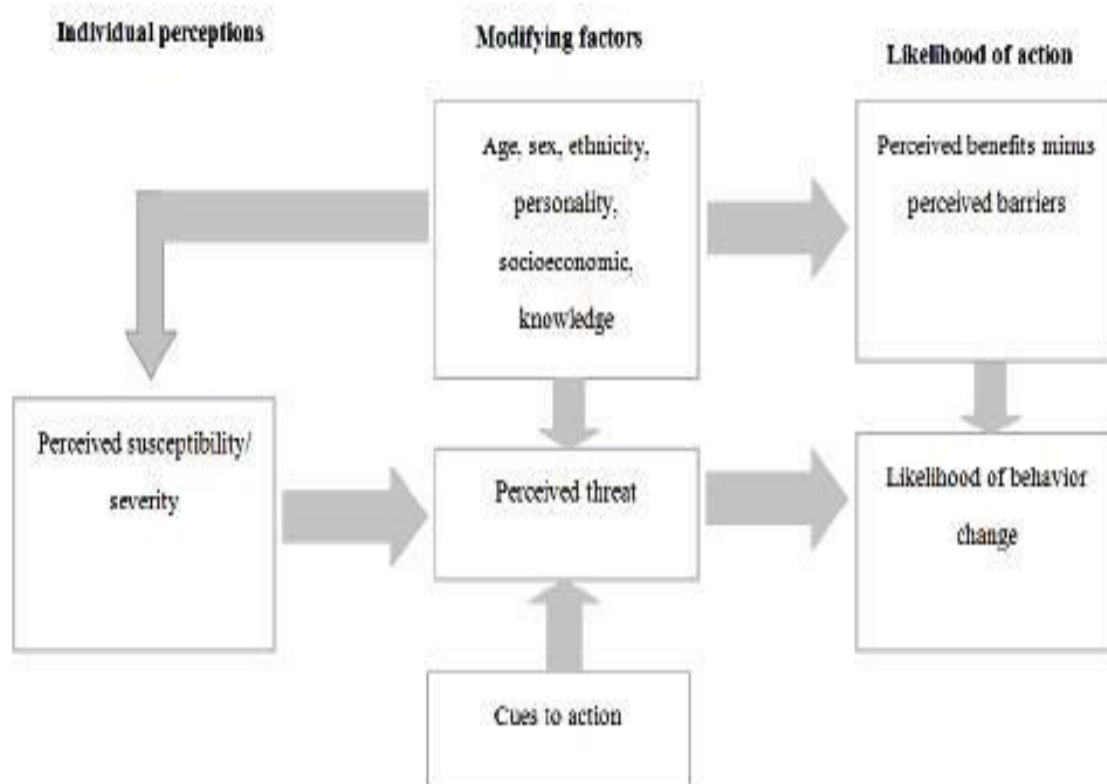 Individual perceptions
Modifying factors
Likelihood of action
Age, sex, ethnicity,
personality,
socioeconomic,
knowledge
Perceived benefits minus
perceived barriers
Perceived susceptibility/
severity
Perceived threat
Likelihood of behavior
change
Cues to action